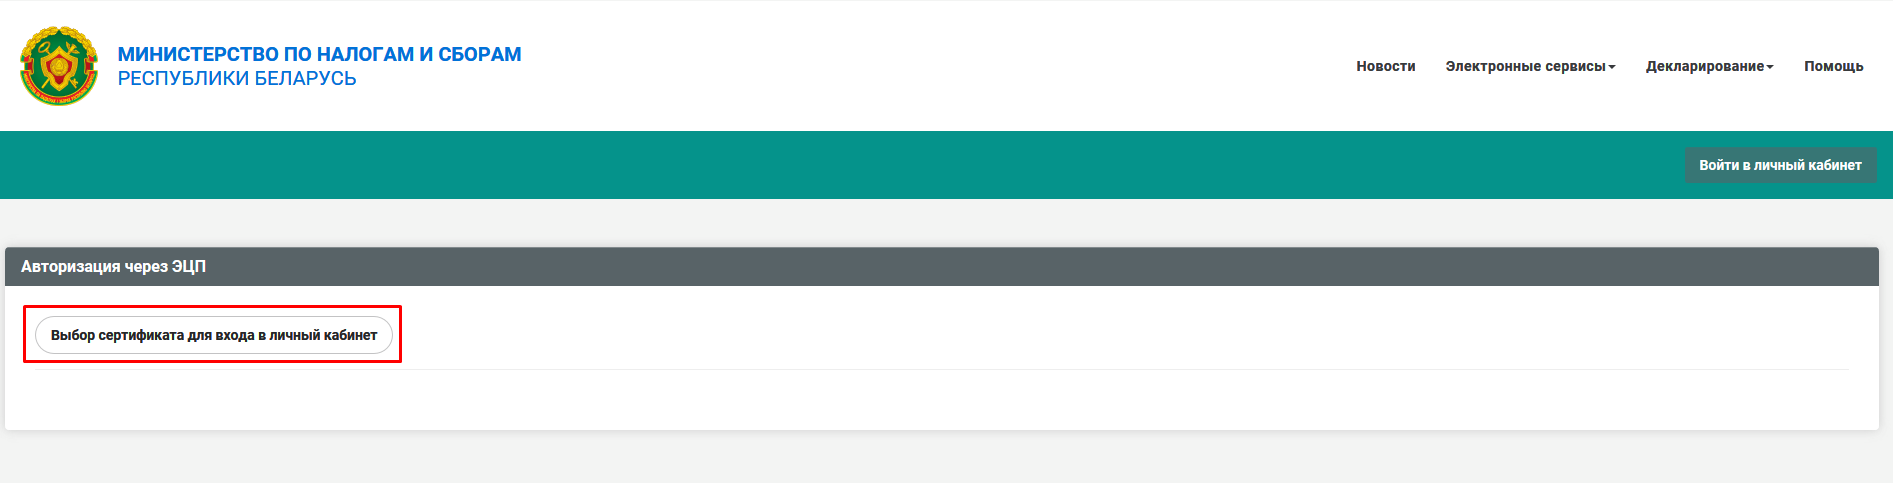 МИНИСТЕРСТВО ПО НАЛОГАМ И СБОРАМ
РЕСПУБЛИКИ БЕЛАРУСЬ
Новости Электронные сервисы Декларирование Помощь
Войти в личный кабинет
Авторизация через ЭЦП
Выбор сертификата для входа в личный кабинет